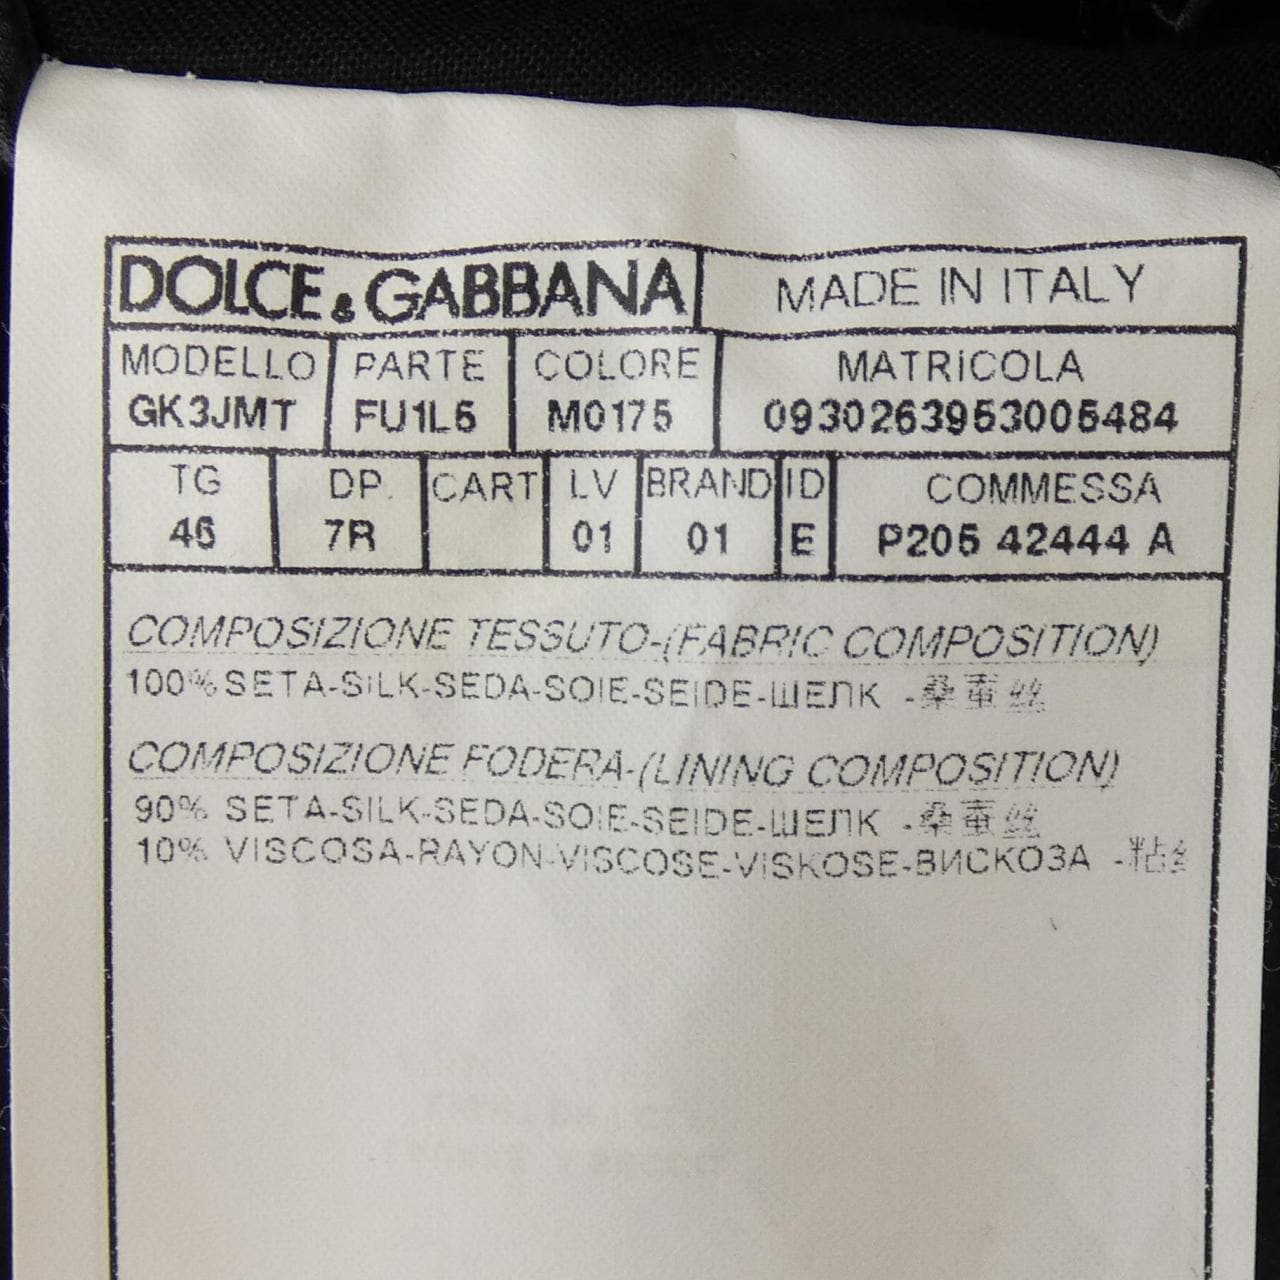 DOLCE & GABBANA MADE IN ITALY
MODELLO PARTE COLORE MATRICOLA
GK3JMT FU1L5 M0175 0930263953005484
TG DP. CART LV BRAND ID COMMESSA
46 7R 01 01 E P205 42444 A
COMPOSIZIONE TESSUTO-(FABRIC COMPOSITION)
100% SETA-SILK-SEDA-SOIE-SEIDE-ШЕЛК -桑蚕丝
COMPOSIZIONE FODERA-(LINING COMPOSITION)
90% SETA-SILK-SEDA-SOIE-SEIDE-ШЕЛК -桑蚕丝
10% VISCOSA-RAYON-VISCOSE-VISKOSE-ВИСКОЗА -粘